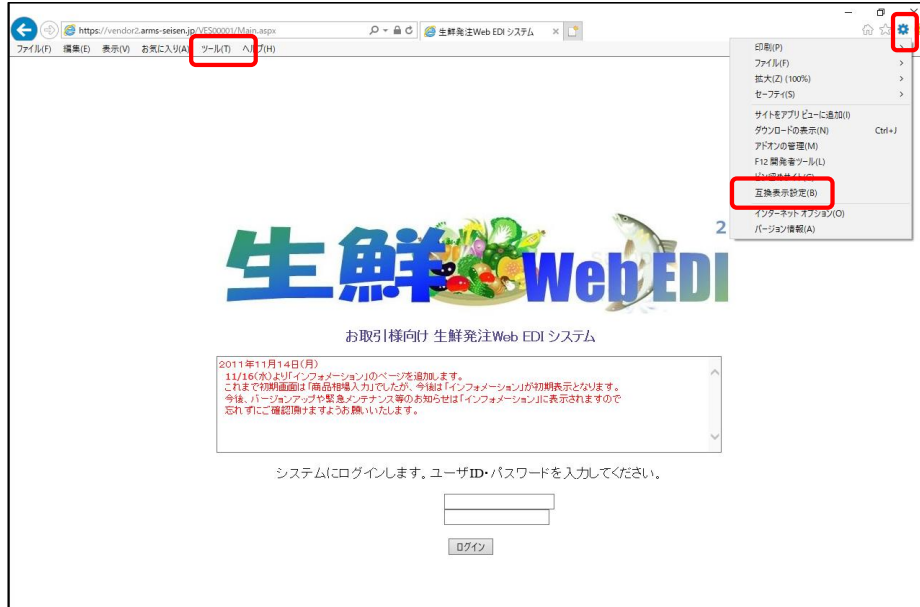 https://vendor2.arms-seisen.jp/VES00001/Main.aspx
生鮮発注Web EDI システム
ファイル(F) 編集(E) 表示(V) お気に入り(A) ツール(T) ヘルプ(H)
印刷(P)
ファイル(F)
拡大(Z) (100%)
セーフティ(S)
サイトをアプリ ビューに追加(I)
ダウンロードの表示(N) Ctrl+J
アドオンの管理(M)
F12 開発者ツール(L)
ピン留めサイト(G)
互換表示設定(B)
インターネット オプション(O)
バージョン情報(A)
2
生鮮 Web EDI
お取引様向け 生鮮発注Web EDI システム
2011年11月14日(月)
11/16(水)より「インフォメーション」のページを追加します。
これまで初期画面は「商品相場入力」でしたが、今後は「インフォメーション」が初期表示となります。
今後、バージョンアップや緊急メンテナンス等のお知らせは「インフォメーション」に表示されますので
忘れずにご確認頂けますようお願いいたします。
システムにログインします。ユーザID・パスワードを入力してください。
ログイン